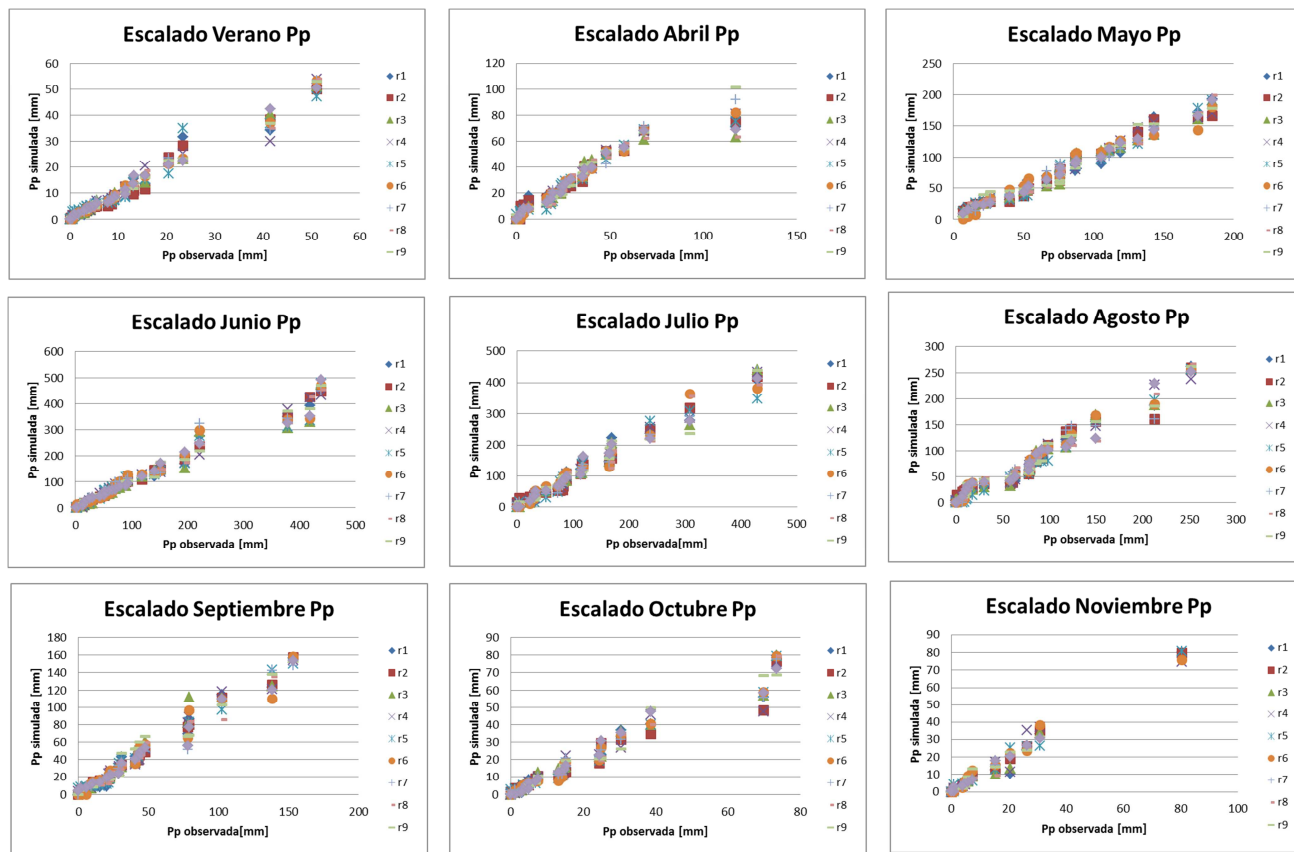 Escalado Verano Pp
Pp simulada [mm]
60
50
40
30
20
10
0
0 10 20 30 40 50 60
Pp observada [mm]
r1
r2
r3
r4
r5
r6
r7
r8
r9
Escalado Abril Pp
Pp simulada [mm]
120
100
80
60
40
20
0
0 50 100 150
Pp observada [mm]
r1
r2
r3
r4
r5
r6
r7
r8
r9
Escalado Mayo Pp
Pp simulada [mm]
250
200
150
100
50
0
0 50 100 150 200
Pp observada [mm]
r1
r2
r3
r4
r5
r6
r7
r8
r9
Escalado Junio Pp
Pp simulada [mm]
600
500
400
300
200
100
0
0 100 200 300 400 500
Pp observada [mm]
r1
r2
r3
r4
r5
r6
r7
r8
r9
Escalado Julio Pp
Pp simulada [mm]
500
400
300
200
100
0
0 100 200 300 400 500
Pp observada[mm]
r1
r2
r3
r4
r5
r6
r7
r8
r9
Escalado Agosto Pp
Pp simulada [mm]
300
250
200
150
100
50
0
0 50 100 150 200 250 300
Pp observada [mm]
r1
r2
r3
r4
r5
r6
r7
r8
r9
Escalado Septiembre Pp
Pp simulada [mm]
180
160
140
120
100
80
60
40
20
0
0 50 100 150 200
Pp observada[mm]
r1
r2
r3
r4
r5
r6
r7
r8
r9
Escalado Octubre Pp
Pp simulada [mm]
90
80
70
60
50
40
30
20
10
0
0 20 40 60 80
Pp observada [mm]
r1
r2
r3
r4
r5
r6
r7
r8
r9
Escalado Noviembre Pp
Pp simulada [mm]
90
80
70
60
50
40
30
20
10
0
0 20 40 60 80 100
Pp observada [mm]
r1
r2
r3
r4
r5
r6
r7
r8
r9